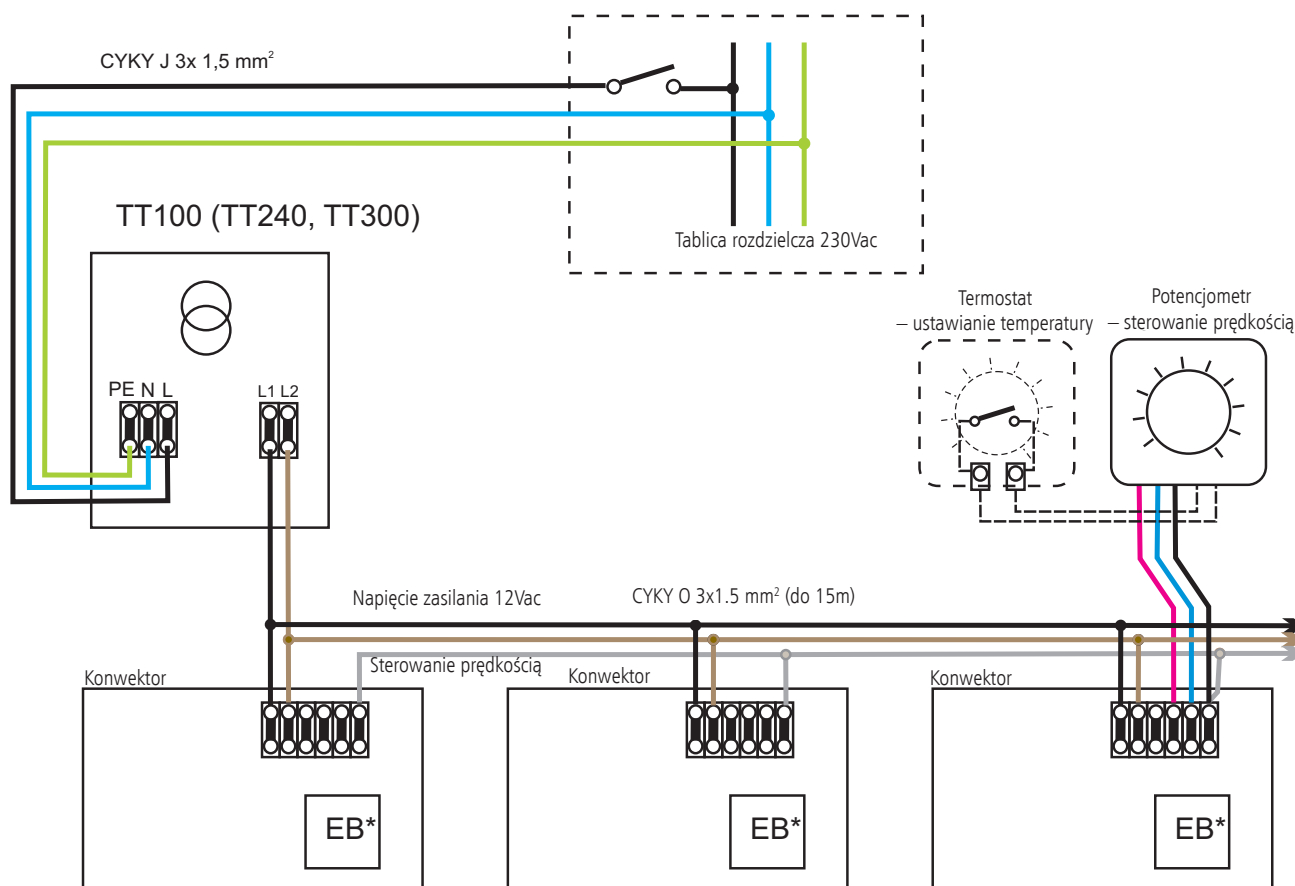 CYKY J 3x 1,5 mm²
Tablica rozdzielcza 230Vac
TT100 (TT240, TT300)
PE N L
L1 L2
Termostat
– ustawianie temperatury
Potencjometr
– sterowanie prędkością
Napięcie zasilania 12Vac
CYKY O 3x1.5 mm² (do 15m)
Sterowanie prędkością
Konwektor
Konwektor
Konwektor
EB*
EB*
EB*